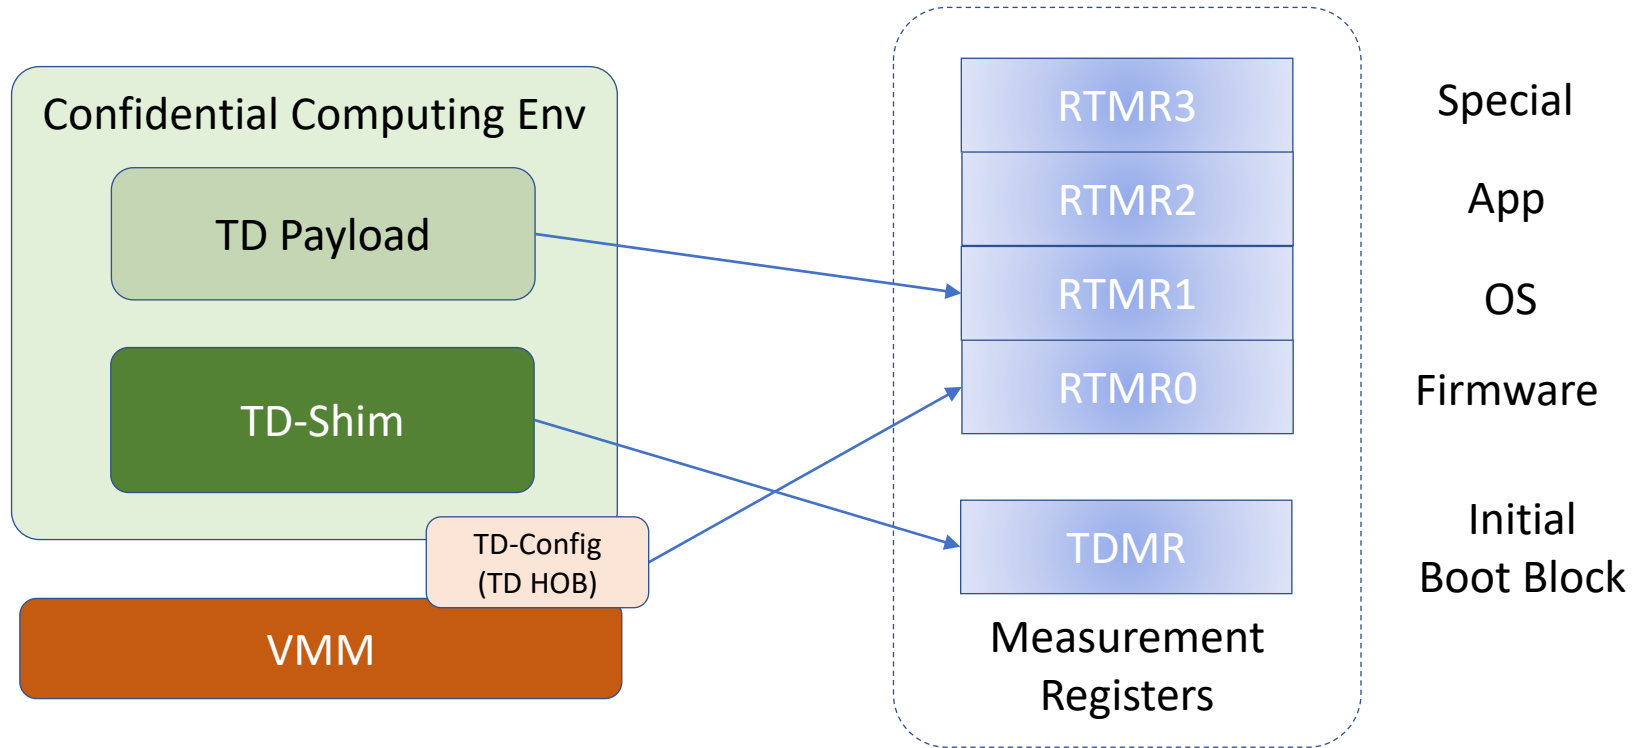 Confidential Computing Env
TD Payload
TD-Shim
TD-Config
(TD HOB)
VMM
RTMR3
RTMR2
RTMR1
RTMR0
TDMR
Measurement
Registers
Special
App
OS
Firmware
Initial
Boot Block